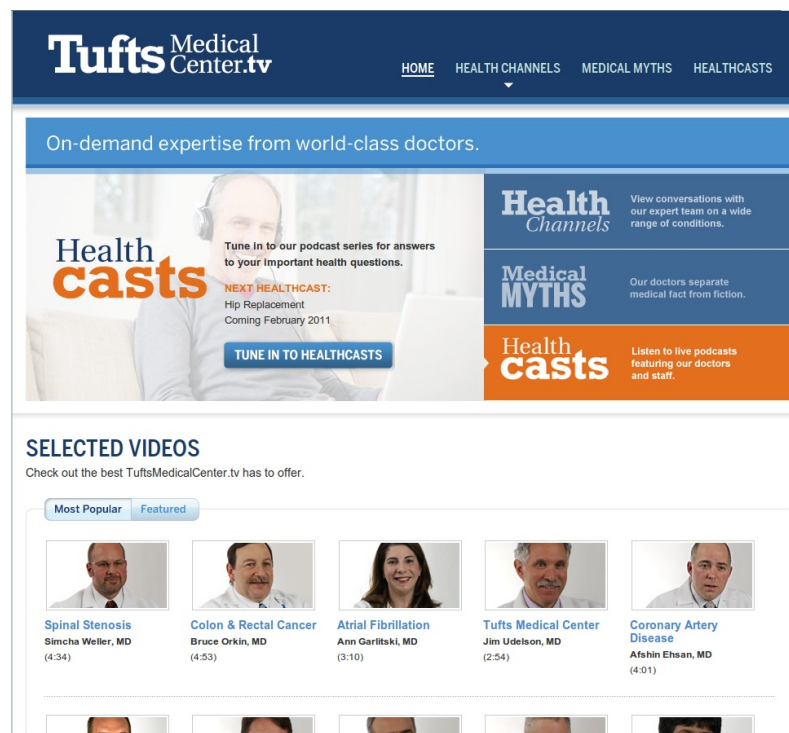 Tufts Medical
Center.tv
HOME HEALTH CHANNELS MEDICAL MYTHS HEALTHCASTS
On-demand expertise from world-class doctors.
Health
casts
Tune in to our podcast series for answers
to your important health questions.
NEXT HEALTHCAST:
Hip Replacement
Coming February 2011
TUNE IN TO HEALTHCASTS
Health
Channels
View conversations with
our expert team on a wide
range of conditions.
Medical
MYTHS
Our doctors separate
medical fact from fiction.
Health
casts
Listen to live podcasts
featuring our doctors
and staff.
SELECTED VIDEOS
Check out the best TuftsMedicalCenter.tv has to offer.
Most Popular Featured
Spinal Stenosis
Simcha Weller, MD
(4:34)
Colon & Rectal Cancer
Bruce Orkin, MD
(4:53)
Atrial Fibrillation
Ann Garlitski, MD
(3:10)
Tufts Medical Center
Jim Udelson, MD
(2:54)
Coronary Artery
Disease
Afshin Ehsan, MD
(4:01)